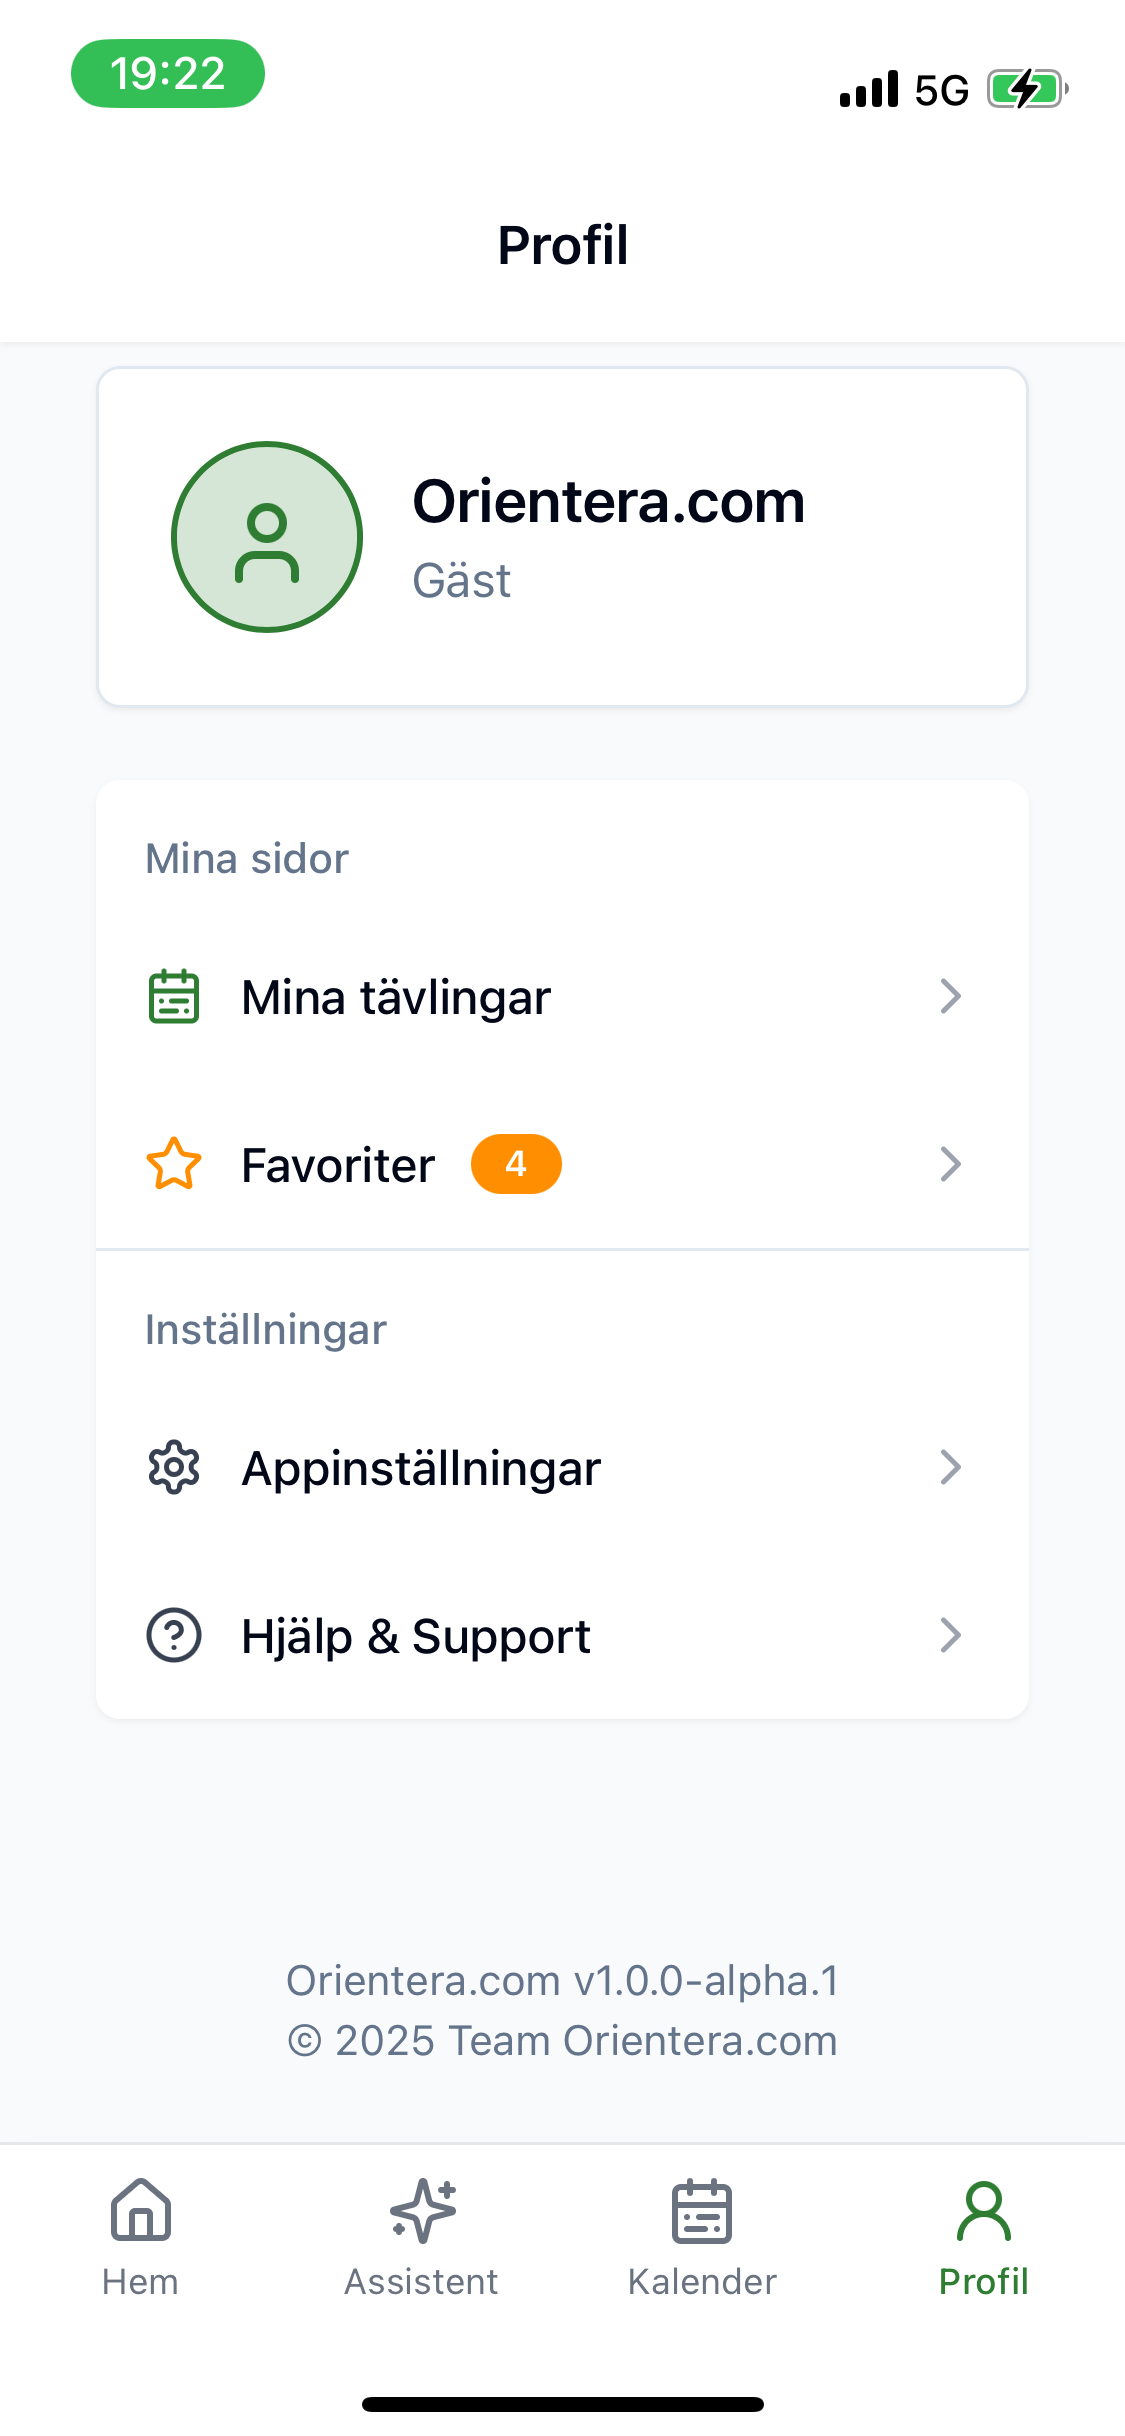 19:22
5G
Profil
Orientera.com
Gäst
Mina sidor
Mina tävlingar
Favoriter 4
Inställningar
Appinställningar
Hjälp & Support
Orientera.com v1.0.0-alpha.1
© 2025 Team Orientera.com
Hem Assistent Kalender Profil